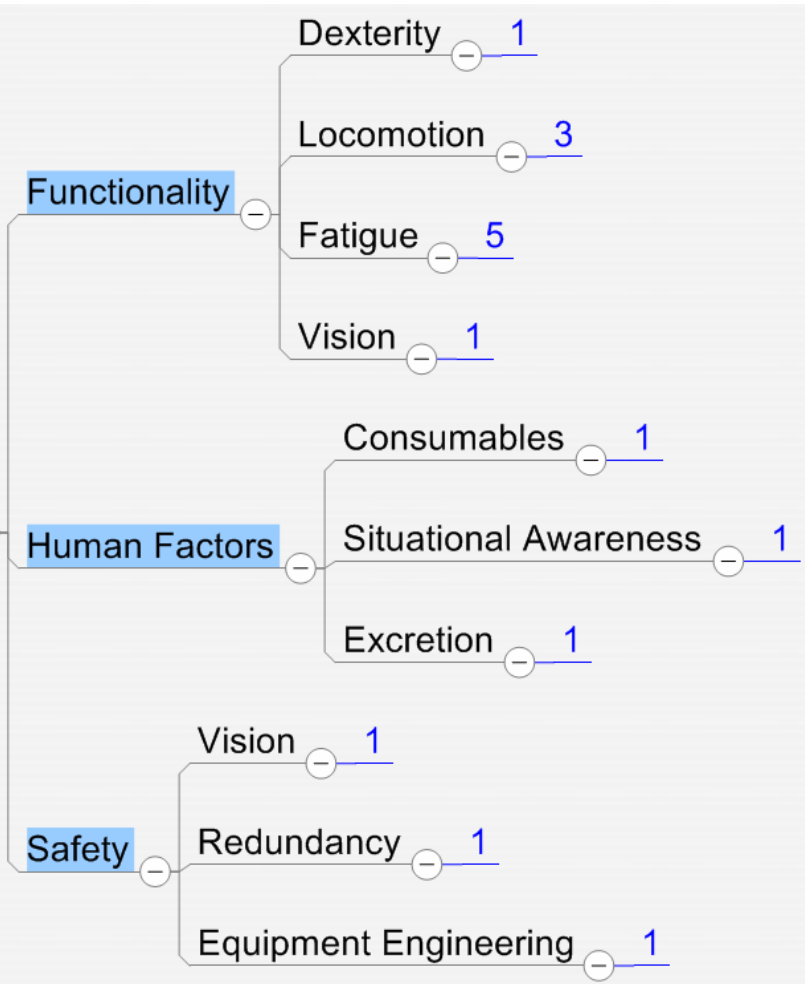 Dexterity 1
Locomotion 3
Functionality
Fatigue 5
Vision 1
Consumables 1
Human Factors
Situational Awareness 1
Excretion 1
Vision 1
Safety
Redundancy 1
Equipment Engineering 1